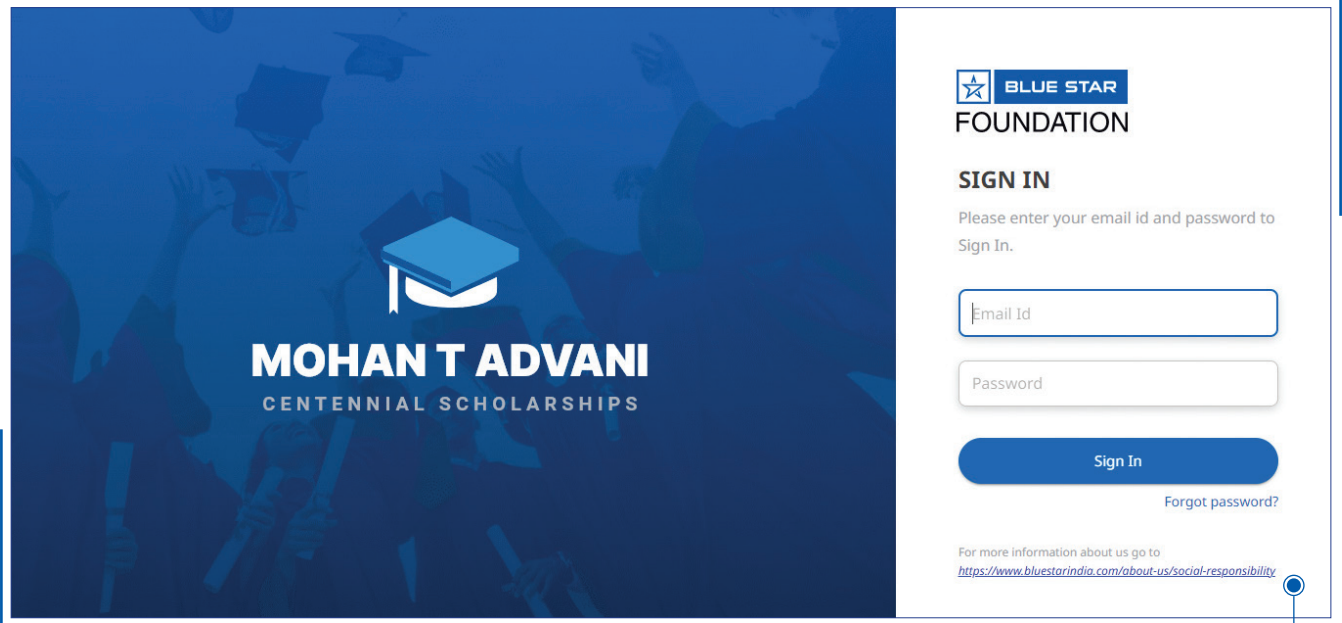 MOHAN T ADVANI
CENTENNIAL SCHOLARSHIPS
BLUE STAR
FOUNDATION
SIGN IN
Please enter your email id and password to
Sign In.
Email Id
Password
Sign In
Forgot password?
For more information about us go to
https://www.bluestarindia.com/about-us/social-responsibility